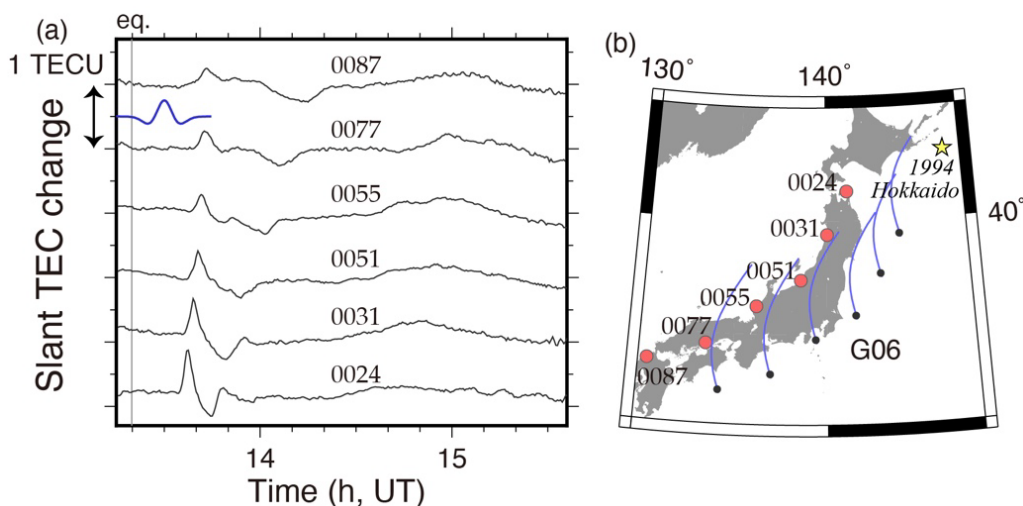 (a)
eq.
1 TECU
Slant TEC change
0087
0077
0055
0051
0031
0024
14
15
Time (h, UT)
(b)
130°
140°
40°
1994
Hokkaido
0024
0031
0051
0055
0077
0087
G06